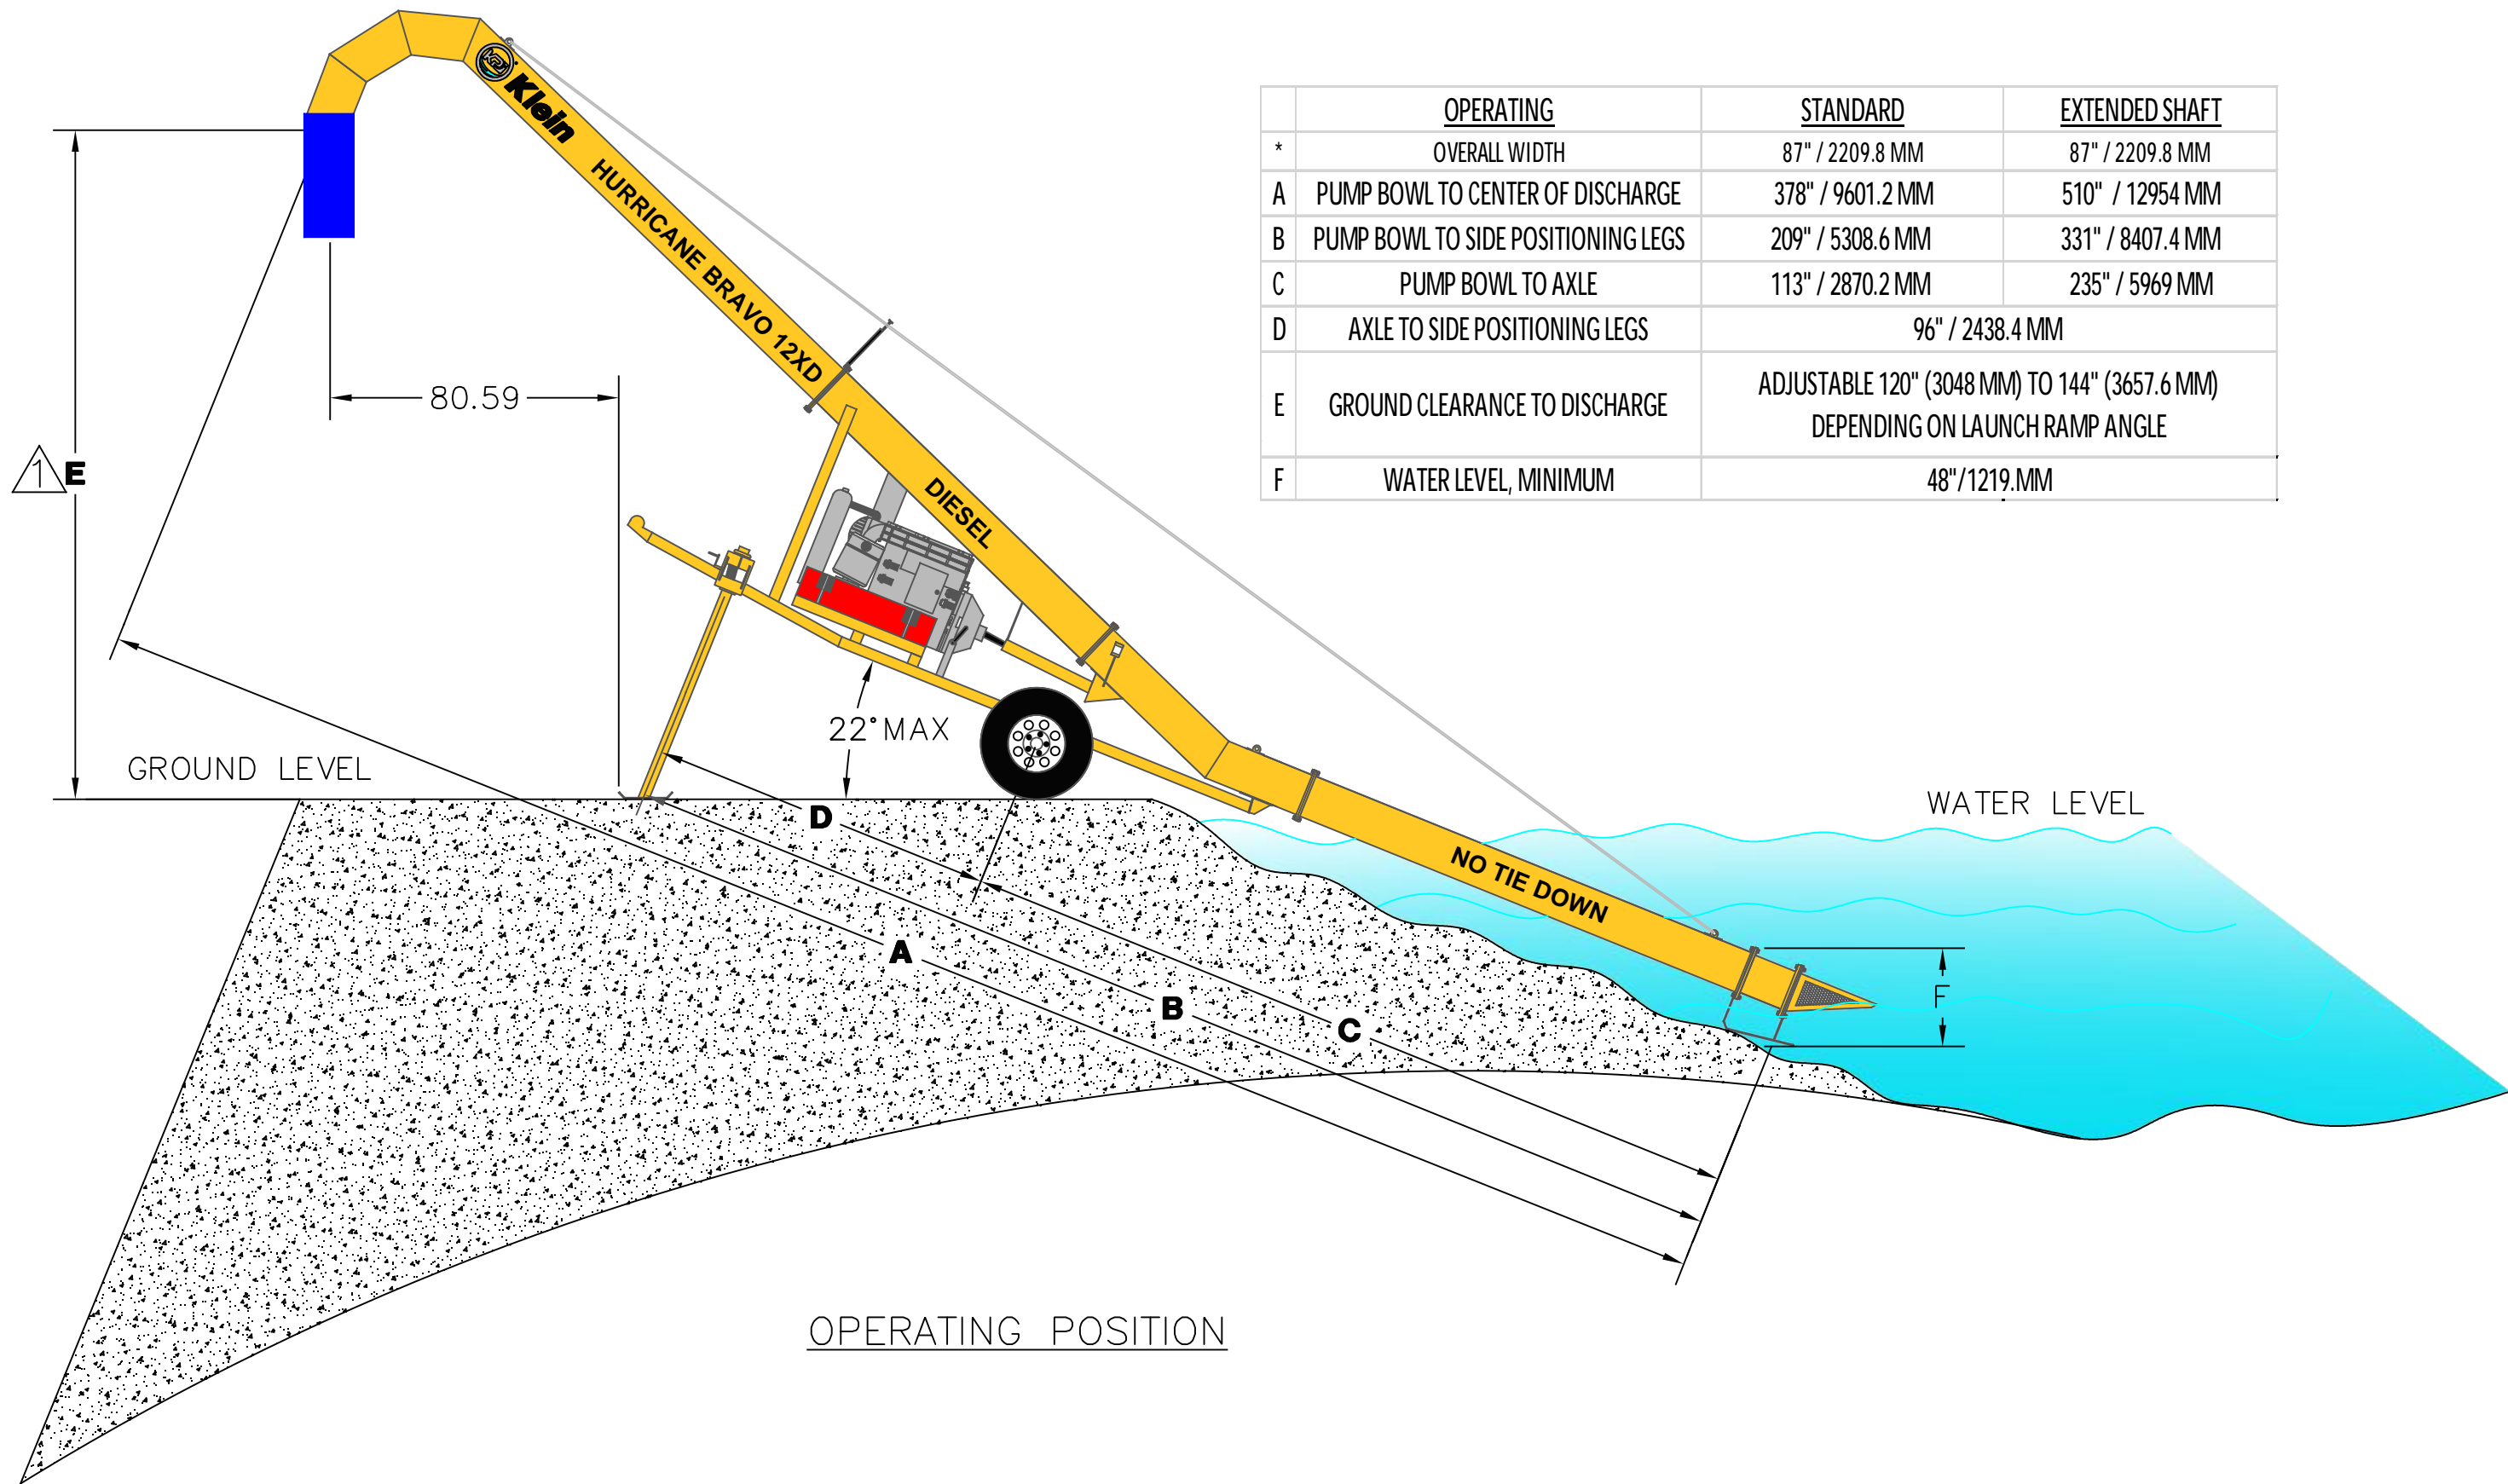 Klein
HURRICANE BRAVO 12XD
DIESEL
NO TIE DOWN
OPERATING STANDARD EXTENDED SHAFT
* OVERALL WIDTH 87" / 2209.8 MM 87" / 2209.8 MM
A PUMP BOWL TO CENTER OF DISCHARGE 378" / 9601.2 MM 510" / 12954 MM
B PUMP BOWL TO SIDE POSITIONING LEGS 209" / 5308.6 MM 331" / 8407.4 MM
C PUMP BOWL TO AXLE 113" / 2870.2 MM 235" / 5969 MM
D AXLE TO SIDE POSITIONING LEGS 96" / 2438.4 MM
E GROUND CLEARANCE TO DISCHARGE ADJUSTABLE 120" (3048 MM) TO 144" (3657.6 MM)
DEPENDING ON LAUNCH RAMP ANGLE
F WATER LEVEL, MINIMUM 48"/1219.MM
80.59
1 E
22°MAX
GROUND LEVEL
WATER LEVEL
D
A
B
C
F
OPERATING POSITION